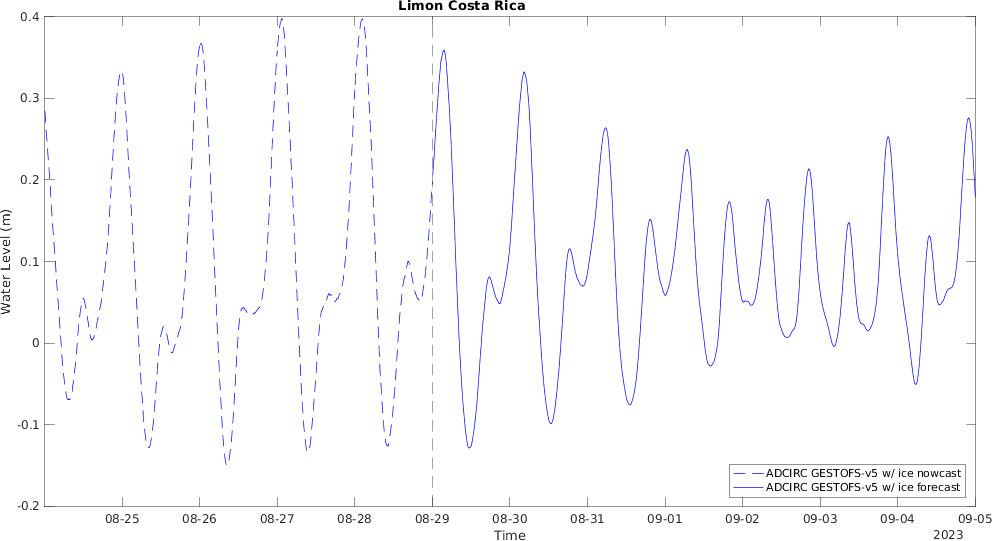 Limon Costa Rica
0.4
0.3
0.2
0.1
0
-0.1
-0.2
Water Level (m)
08-25 08-26 08-27 08-28 08-29 08-30 08-31 09-01 09-02 09-03 09-04 09-05
Time
2023
ADCIRC GESTOFS-v5 w/ ice nowcast
ADCIRC GESTOFS-v5 w/ ice forecast